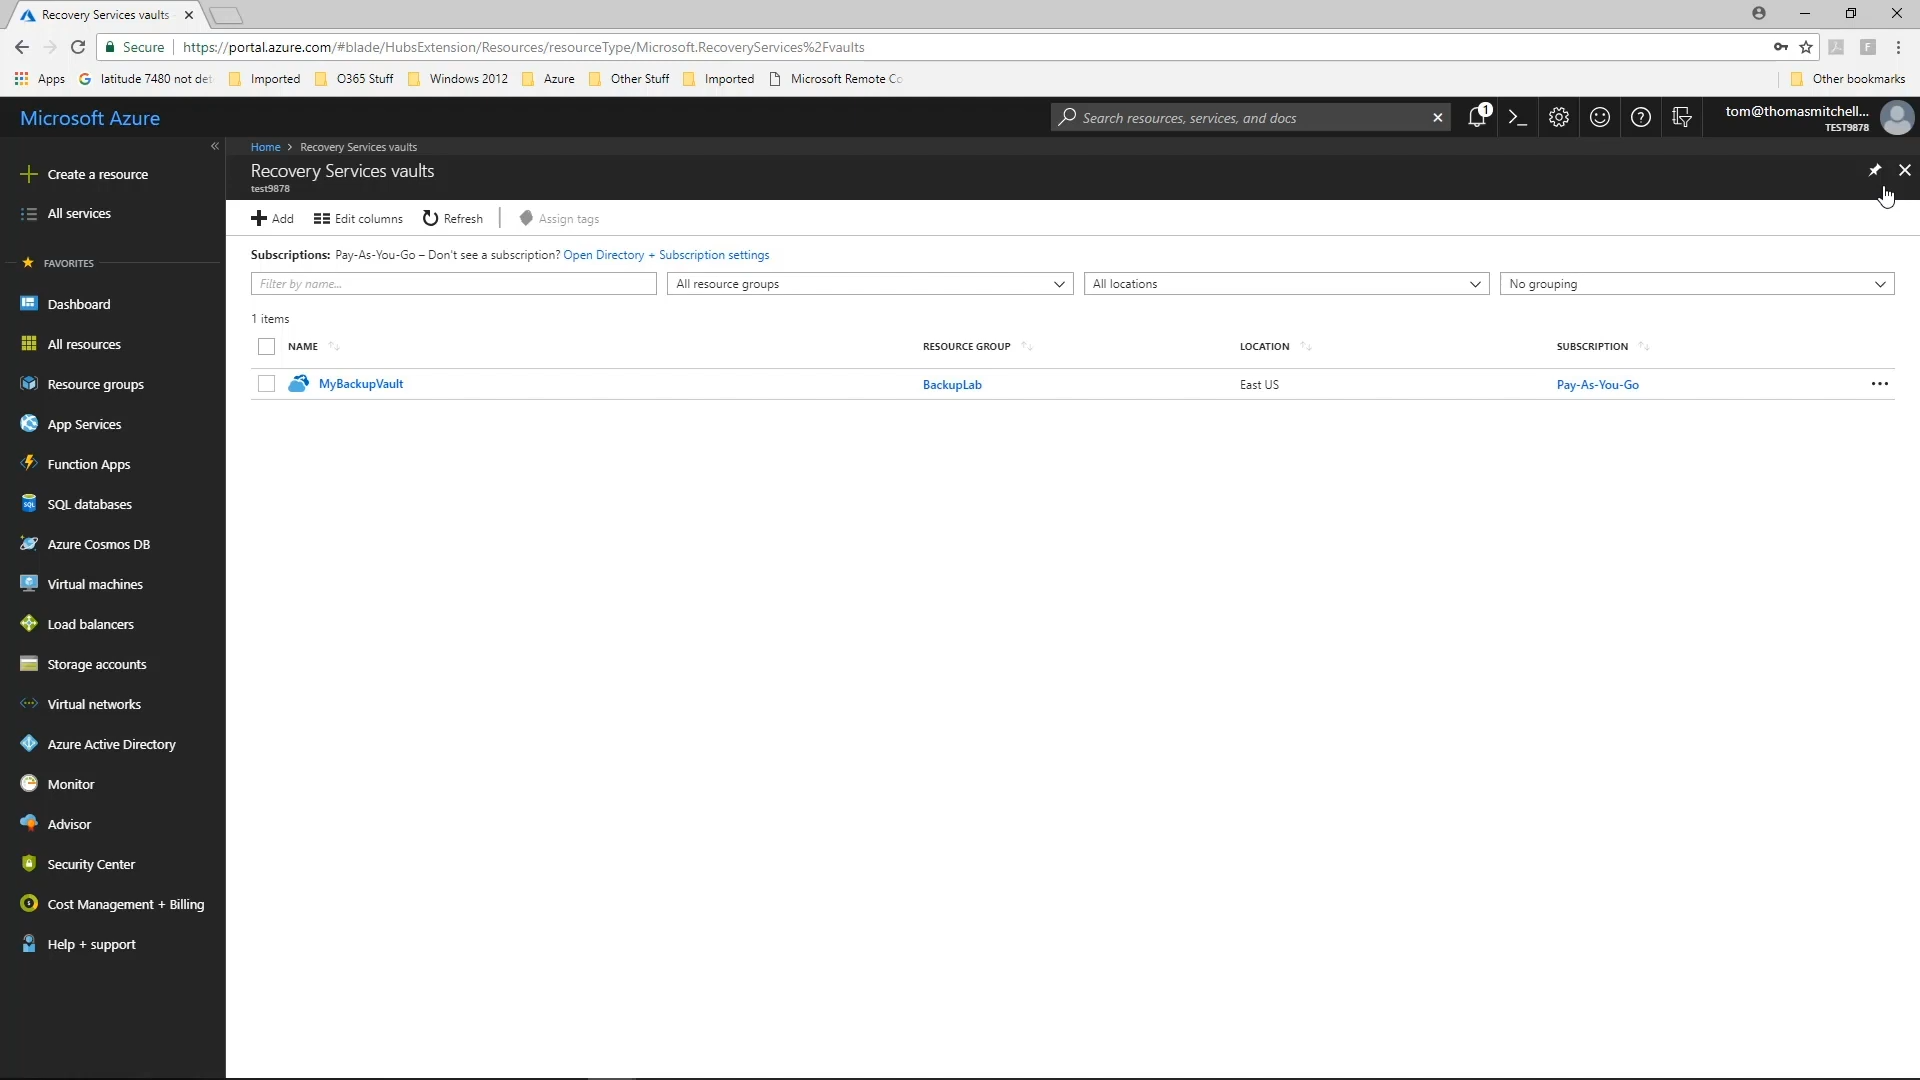 Recovery Services vaults
Secure https://portal.azure.com/#blade/HubsExtension/Resources/resourceType/Microsoft.RecoveryServices%2Fvaults
Apps latitude 7480 not det Imported O365 Stuff Windows 2012 Azure Other Stuff Imported Microsoft Remote Co Other bookmarks
Microsoft Azure
Search resources, services, and docs
1
tom@thomasmitchell...
TEST9878
Home > Recovery Services vaults
Recovery Services vaults
test9878
Create a resource
All services
FAVORITES
Dashboard
All resources
Resource groups
App Services
Function Apps
SQL databases
Azure Cosmos DB
Virtual machines
Load balancers
Storage accounts
Virtual networks
Azure Active Directory
Monitor
Advisor
Security Center
Cost Management + Billing
Help + support
Add Edit columns Refresh Assign tags
Subscriptions: Pay-As-You-Go – Don't see a subscription? Open Directory + Subscription settings
Filter by name... All resource groups All locations No grouping
1 items
NAME RESOURCE GROUP LOCATION SUBSCRIPTION
MyBackupVault BackupLab East US Pay-As-You-Go